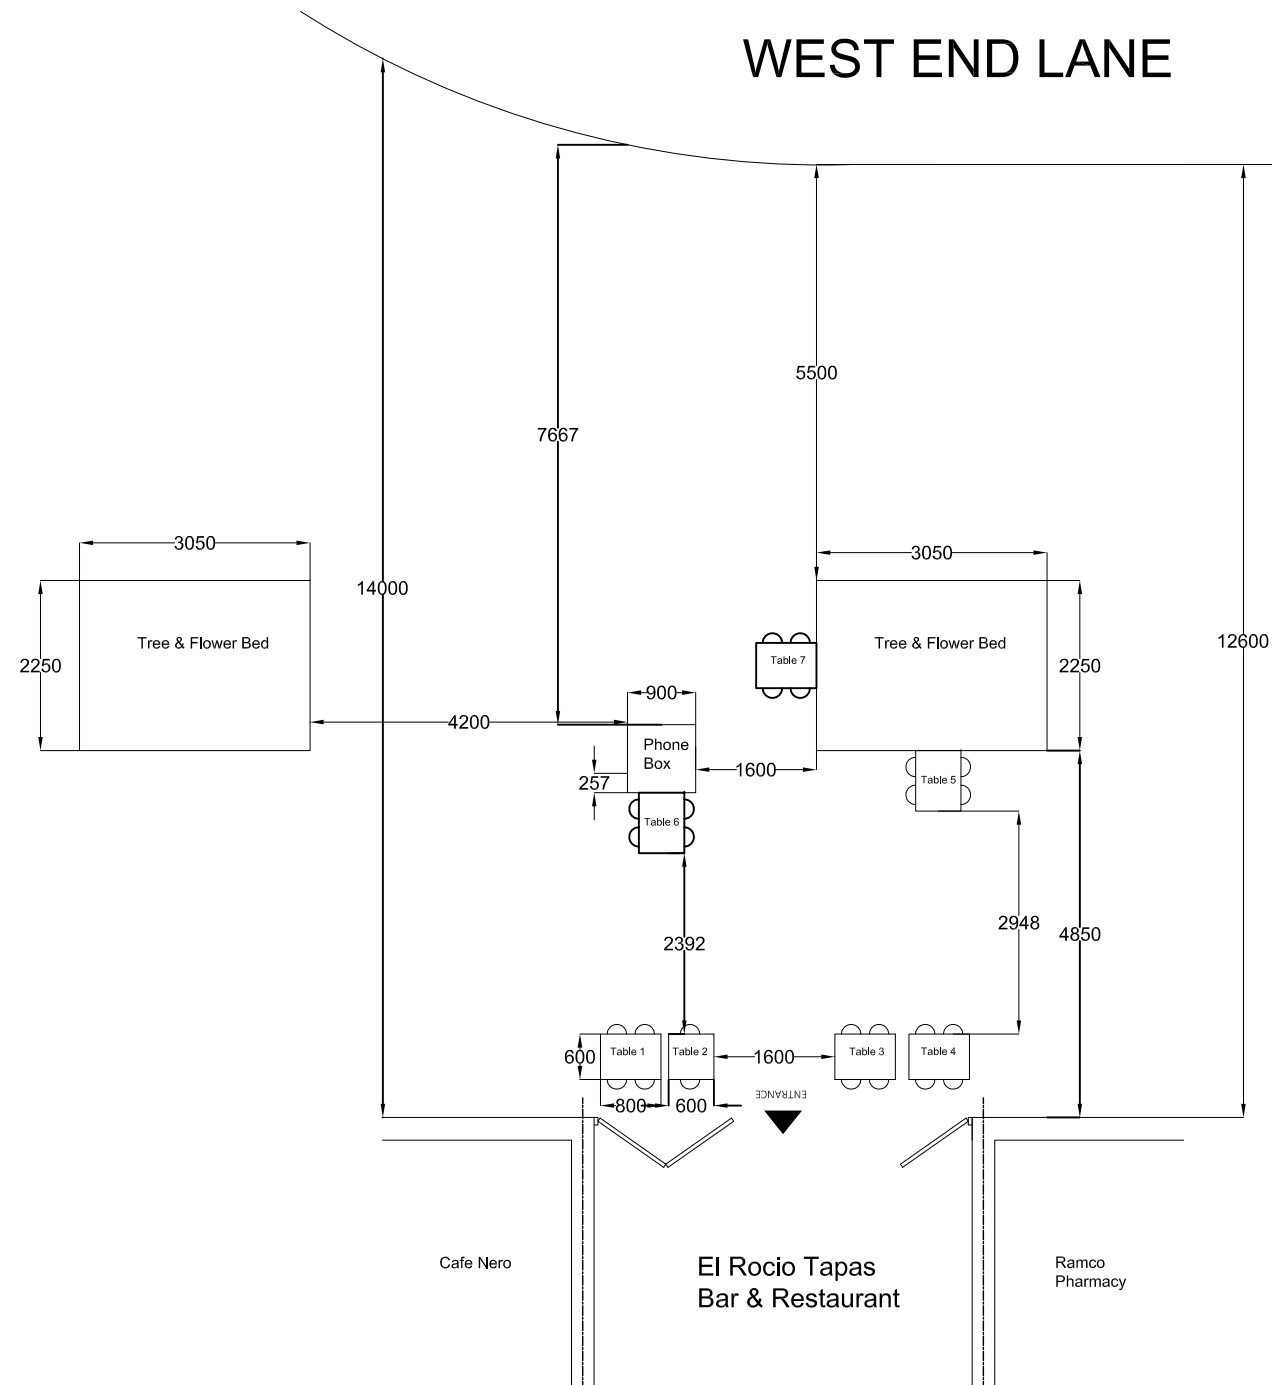 WEST END LANE
5500
7667
3050
3050
14000
Tree & Flower Bed
Tree & Flower Bed
12600
2250
Table 7
2250
900
4200
Phone
Box
1600
257
Table 5
Table 6
2948
4850
2392
600
Table 1
Table 2
1600
Table 3
Table 4
800
600
ENTRANCE
Cafe Nero
El Rocio Tapas
Bar & Restaurant
Ramco
Pharmacy